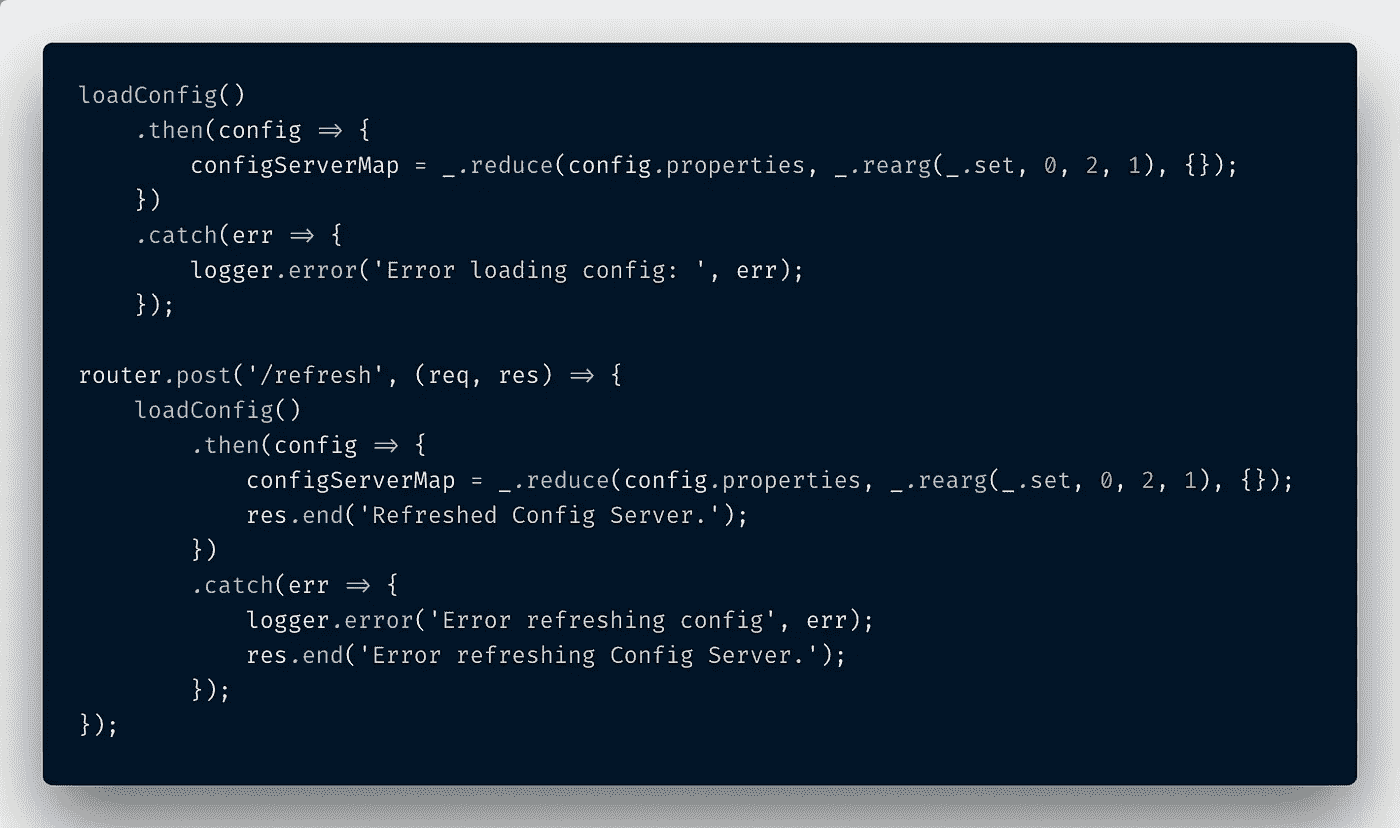 loadConfig()
    .then(config => {
        configServerMap = _.reduce(config.properties, _.rearg(_.set, 0, 2, 1), {});
    })
    .catch(err => {
        logger.error('Error loading config: ', err);
    });

router.post('/refresh', (req, res) => {
    loadConfig()
        .then(config => {
            configServerMap = _.reduce(config.properties, _.rearg(_.set, 0, 2, 1), {});
            res.end('Refreshed Config Server.');
        })
        .catch(err => {
            logger.error('Error refreshing config', err);
            res.end('Error refreshing Config Server.');
        });
});